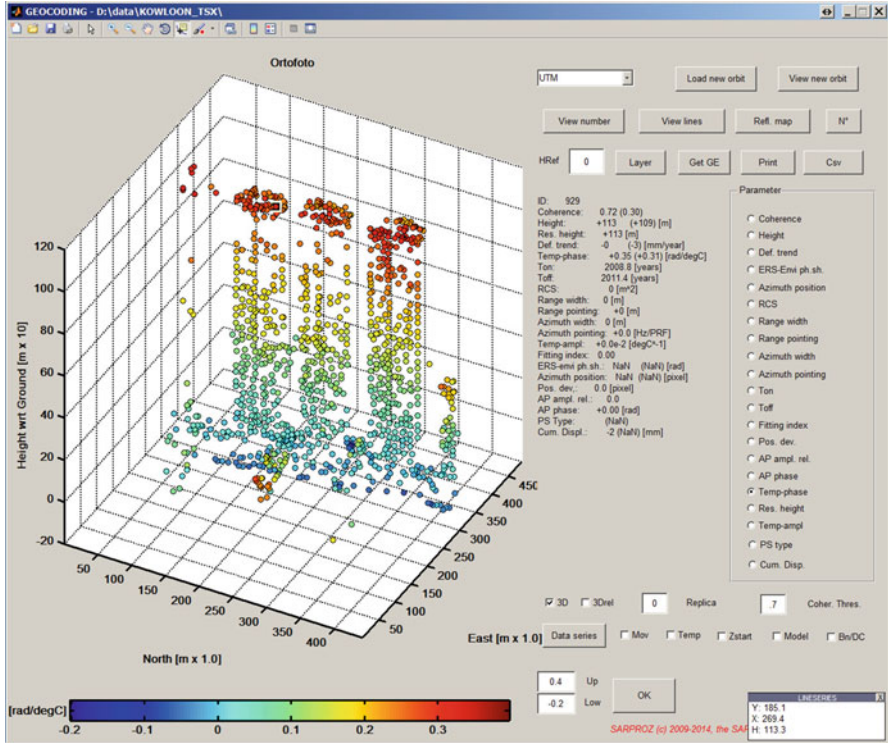 GEOCODING - D:\data\KOWLOON_TSX\
Ortofoto
Height wrt Ground [m x 10]
120
100
80
60
40
20
0
-20
50
100
150
200
250
300
350
400
North [m x 1.0]
50
100
150
200
250
300
350
400
450
East [m x 1.0]
[rad/degC]
-0.2 -0.1 0 0.1 0.2 0.3
UTM
Load new orbit
View new orbit
View number
View lines
Refl. map
N°
HRef
0
Layer
Get GE
Print
Csv
ID: 929
Coherence: 0.72 (0.30)
Height: +113 (+109) [m]
Res. height: +113 [m]
Def. trend: -0 (-3) [mm/year]
Temp-phase: +0.35 (+0.31) [rad/degC]
Ton: 2008.8 [years]
Toff: 2011.4 [years]
RCS: 0 [m^2]
Range width: 0 [m]
Range pointing: +0 [m]
Azimuth width: 0 [m]
Azimuth pointing: +0.0 [Hz/PRF]
Temp-ampl: +0.0e-2 [degC^-1]
Fitting index: 0.00
ERS-envi ph.sh.: NaN (NaN) [rad]
Azimuth position: NaN (NaN) [pixel]
Pos. dev,: 0.0 [pixel]
AP ampl. rel.: 0.0
AP phase: +0.00 [rad]
PS Type: (NaN)
Cum. Displ.: -2 (NaN) [mm]
Parameter
Coherence
Height
Def. trend
ERS-Envi ph.sh.
Azimuth position
RCS
Range width
Range pointing
Azimuth width
Azimuth pointing
Ton
Toff
Fitting index
Pos. dev.
AP ampl. rel.
AP phase
Temp-phase
Res. height
Temp-ampl
PS type
Cum. Disp.
3D
3Drel
0
Replica
.7
Coher. Thres.
Data series
Mov
Temp
Zstart
Model
Bn/DC
0.4
Up
-0.2
Low
OK
SARPROZ (c) 2009-2014, the
LINESERIES
Y: 185.1
X: 269.4
H: 113.3